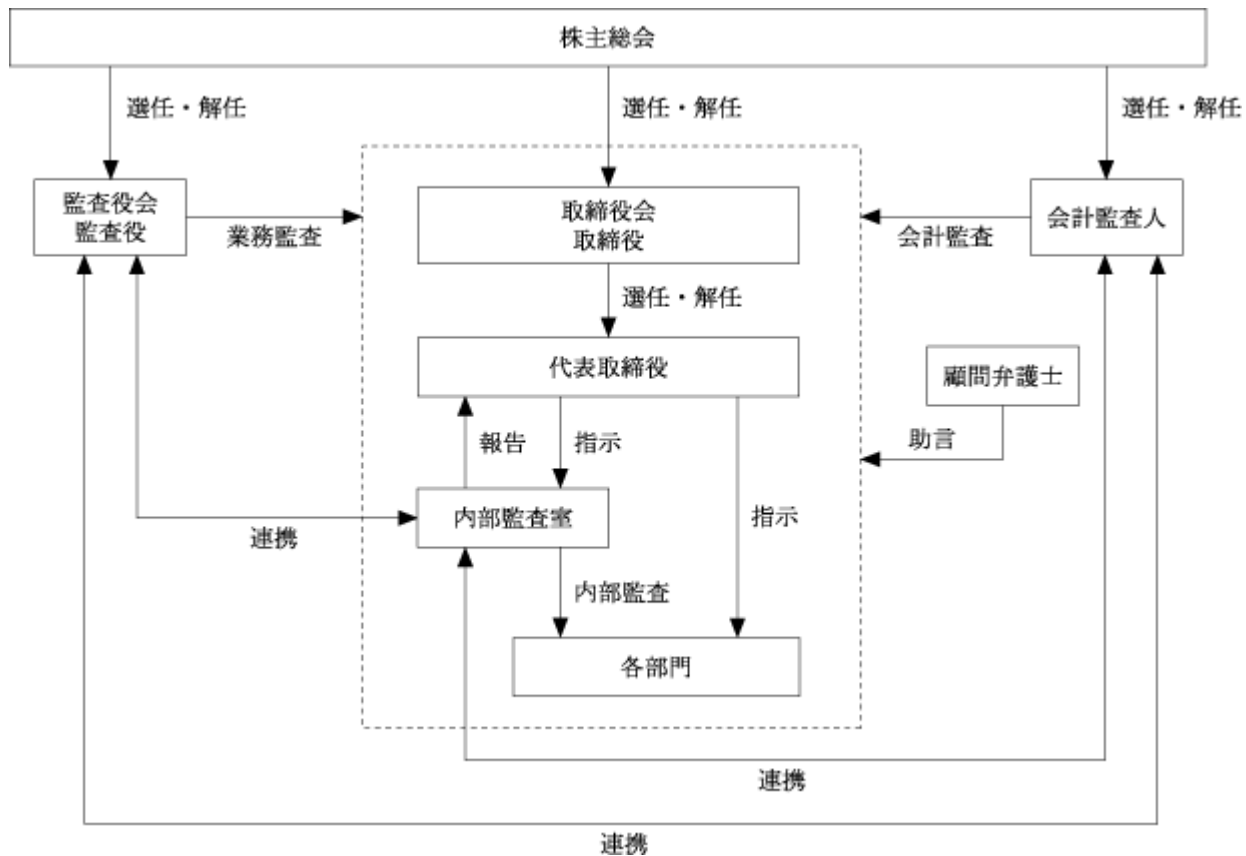 株主総会
選任・解任
選任・解任
選任・解任
監査役会
監査役
業務監査
取締役会
取締役
会計監査
会計監査人
選任・解任
代表取締役
顧問弁護士
報告
指示
助言
内部監査室
指示
連携
内部監査
各部門
連携
連携